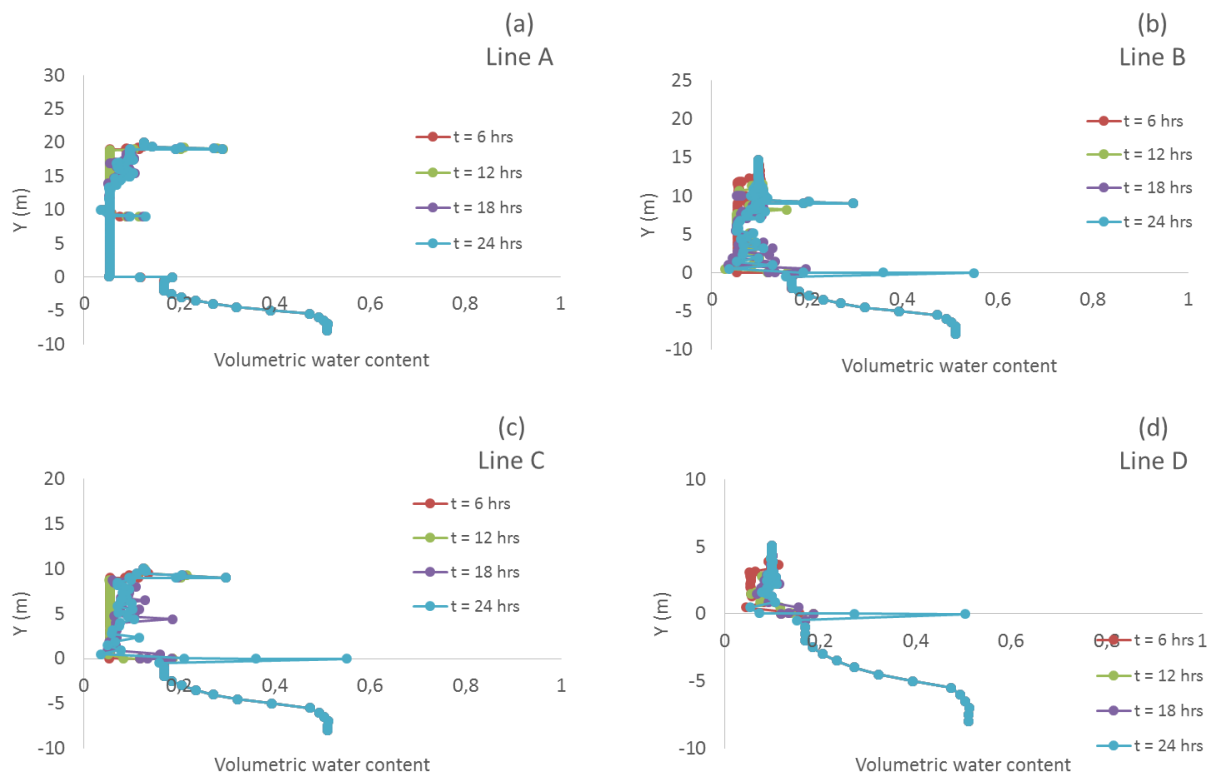 (a)
Line A
30
25
20
15
10
5
0
-5
-10
0
0,2
0,4
0,6
0,8
1
Y (m)
Volumetric water content
t = 6 hrs
t = 12 hrs
t = 18 hrs
t = 24 hrs
(b)
Line B
25
20
15
10
5
0
-5
-10
0
0,2
0,4
0,6
0,8
1
Y (m)
Volumetric water content
t = 6 hrs
t = 12 hrs
t = 18 hrs
t = 24 hrs
(c)
Line C
20
15
10
5
0
-5
-10
0
0,2
0,4
0,6
0,8
1
Y (m)
Volumetric water content
t = 6 hrs
t = 12 hrs
t = 18 hrs
t = 24 hrs
(d)
Line D
10
5
0
-5
-10
0
0,2
0,4
0,6
0,8
1
Y (m)
Volumetric water content
t = 6 hrs
t = 12 hrs
t = 18 hrs
t = 24 hrs